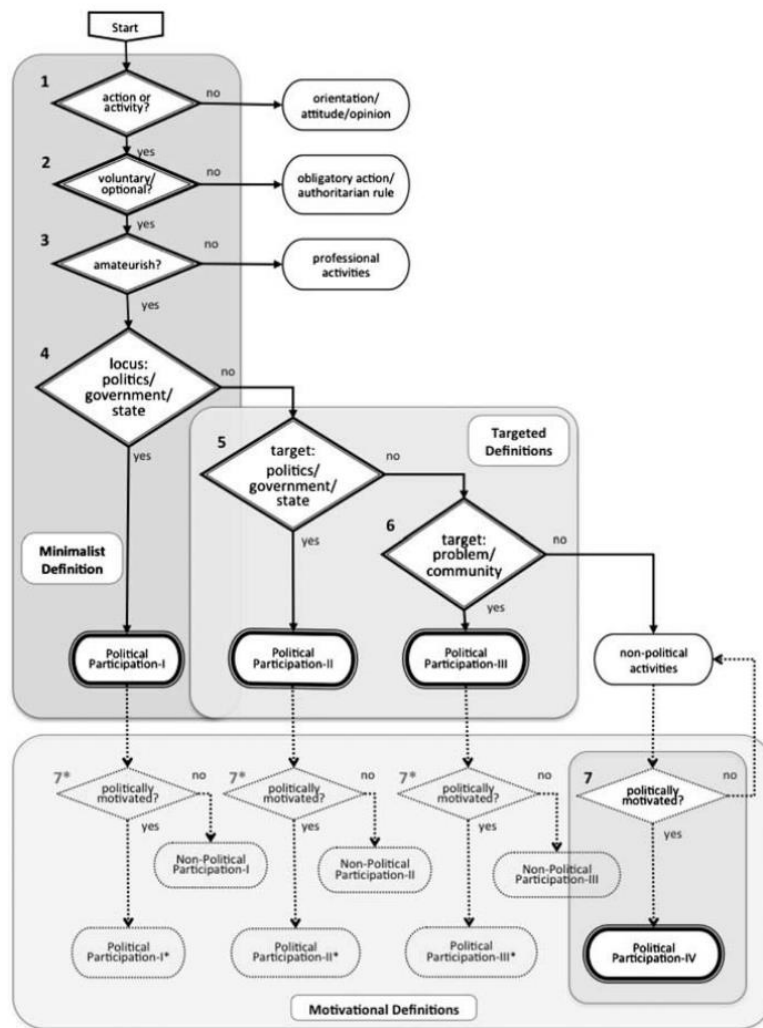 Start
1
action or
activity?
no
orientation/
attitude/opinion
yes
2
voluntary/
optional?
no
obligatory action/
authoritarian rule
yes
3
amateurish?
no
professional
activities
yes
4
locus:
politics/
government/
state
no
yes
Targeted
Definitions
5
target:
politics/
government/
state
no
yes
6
target:
problem/
community
no
yes
Minimalist
Definition
Political
Participation-I
Political
Participation-II
Political
Participation-III
non-political
activities
7*
politically
motivated?
no
yes
Non-Political
Participation-I
Political
Participation-I*
7*
politically
motivated?
no
yes
Non-Political
Participation-II
Political
Participation-II*
7*
politically
motivated?
no
yes
Non-Political
Participation-III
Political
Participation-III*
7
politically
motivated?
no
yes
Political
Participation-IV
Motivational Definitions